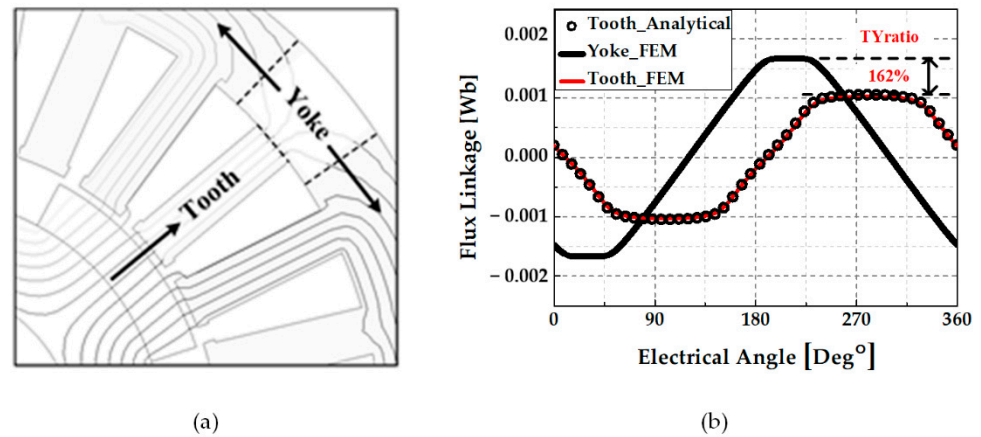 (a)
Yoke
Tooth
(b)
Tooth_Analytical
Yoke_FEM
Tooth_FEM
TYratio
162%
Flux Linkage [Wb]
0.002
0.001
0.000
−0.001
−0.002
0 90 180 270 360
Electrical Angle [Deg°]